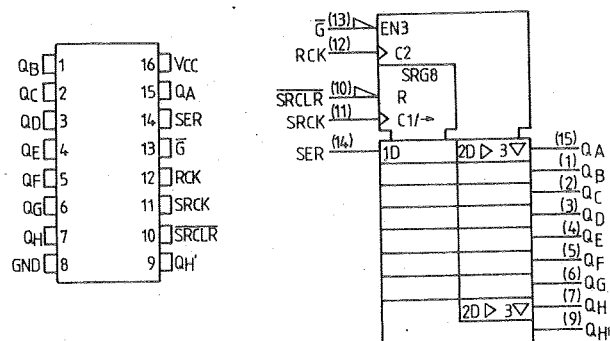 QB 1 16 VCC
QC 2 15 QA
QD 3 14 SER
QE 4 13 G̅
QF 5 12 RCK
QG 6 11 SRCK
QH 7 10 S̅R̅C̅L̅R̅
GND 8 9 QH'
G̅ (13) EN3
RCK (12) C2
SRG8
S̅R̅C̅L̅R̅ (10) R
SRCK (11) C1/→
SER (14) 1D 2D ▷ 3 ▽ (15) QA
(1) QB
(2) QC
(3) QD
(4) QE
(5) QF
(6) QG
2D ▷ 3 ▽ (7) QH
(9) QH'